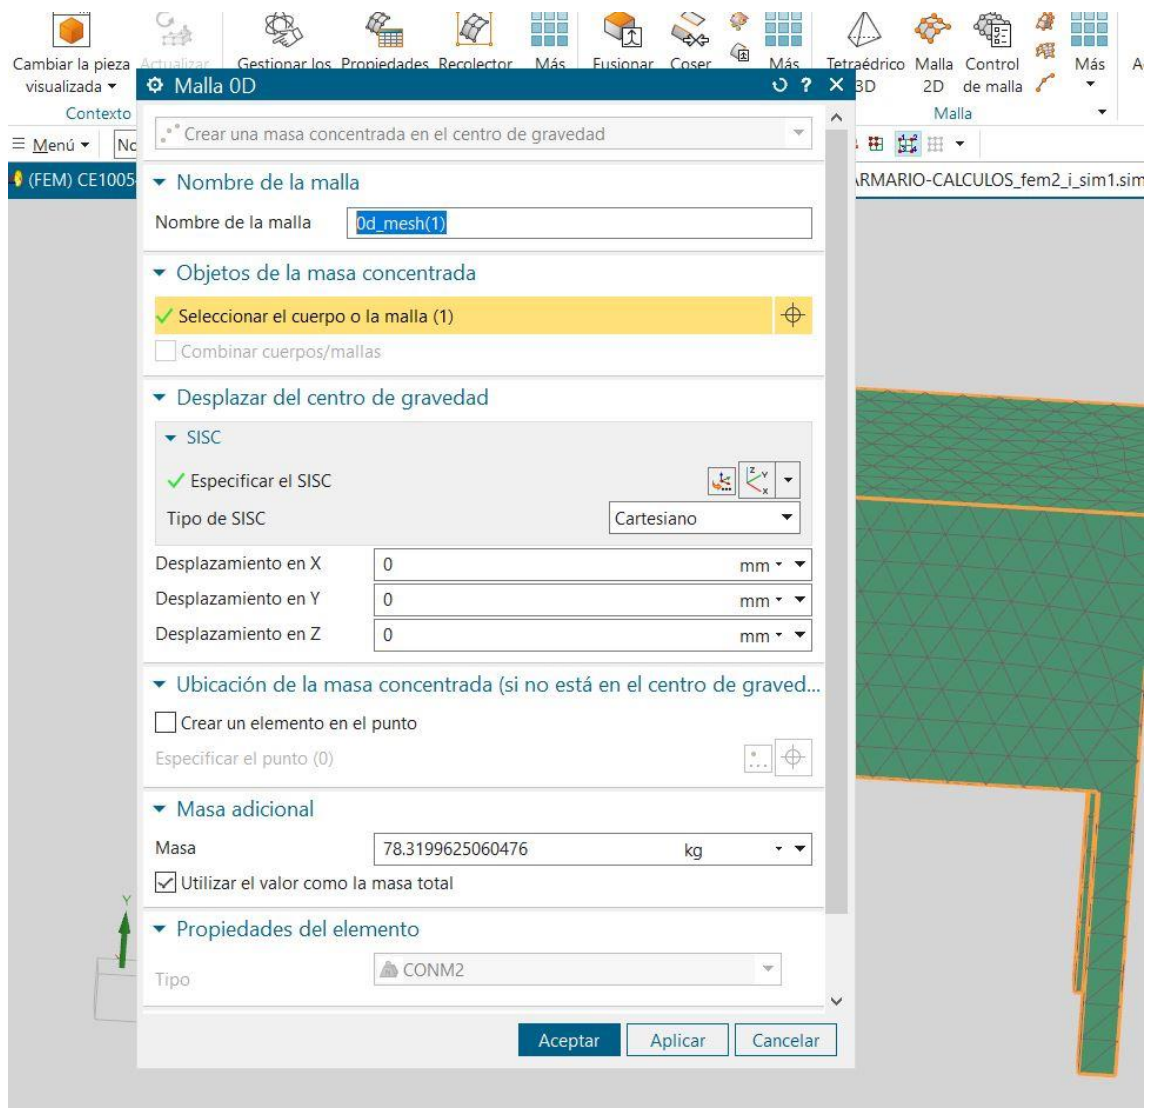 Cambiar la pieza
visualizada
Actualizar
Gestionar los
Propiedades
Recolector
Más
Fusionar
Coser
Más
Tetraédrico
3D
Malla
2D
Control
de malla
Más
A
Contexto
Malla
Menú
No
(FEM) CE1005-
ARMARIO-CALCULOS_fem2_i_sim1.sim
Malla 0D
Crear una masa concentrada en el centro de gravedad
Nombre de la malla
Nombre de la malla 0d_mesh(1)
Objetos de la masa concentrada
Seleccionar el cuerpo o la malla (1)
Combinar cuerpos/mallas
Desplazar del centro de gravedad
SISC
Especificar el SISC
Tipo de SISC Cartesiano
Desplazamiento en X 0 mm
Desplazamiento en Y 0 mm
Desplazamiento en Z 0 mm
Ubicación de la masa concentrada (si no está en el centro de graved...
Crear un elemento en el punto
Especificar el punto (0)
Masa adicional
Masa 78.3199625060476 kg
Utilizar el valor como la masa total
Propiedades del elemento
Tipo CONM2
Aceptar Aplicar Cancelar
Y